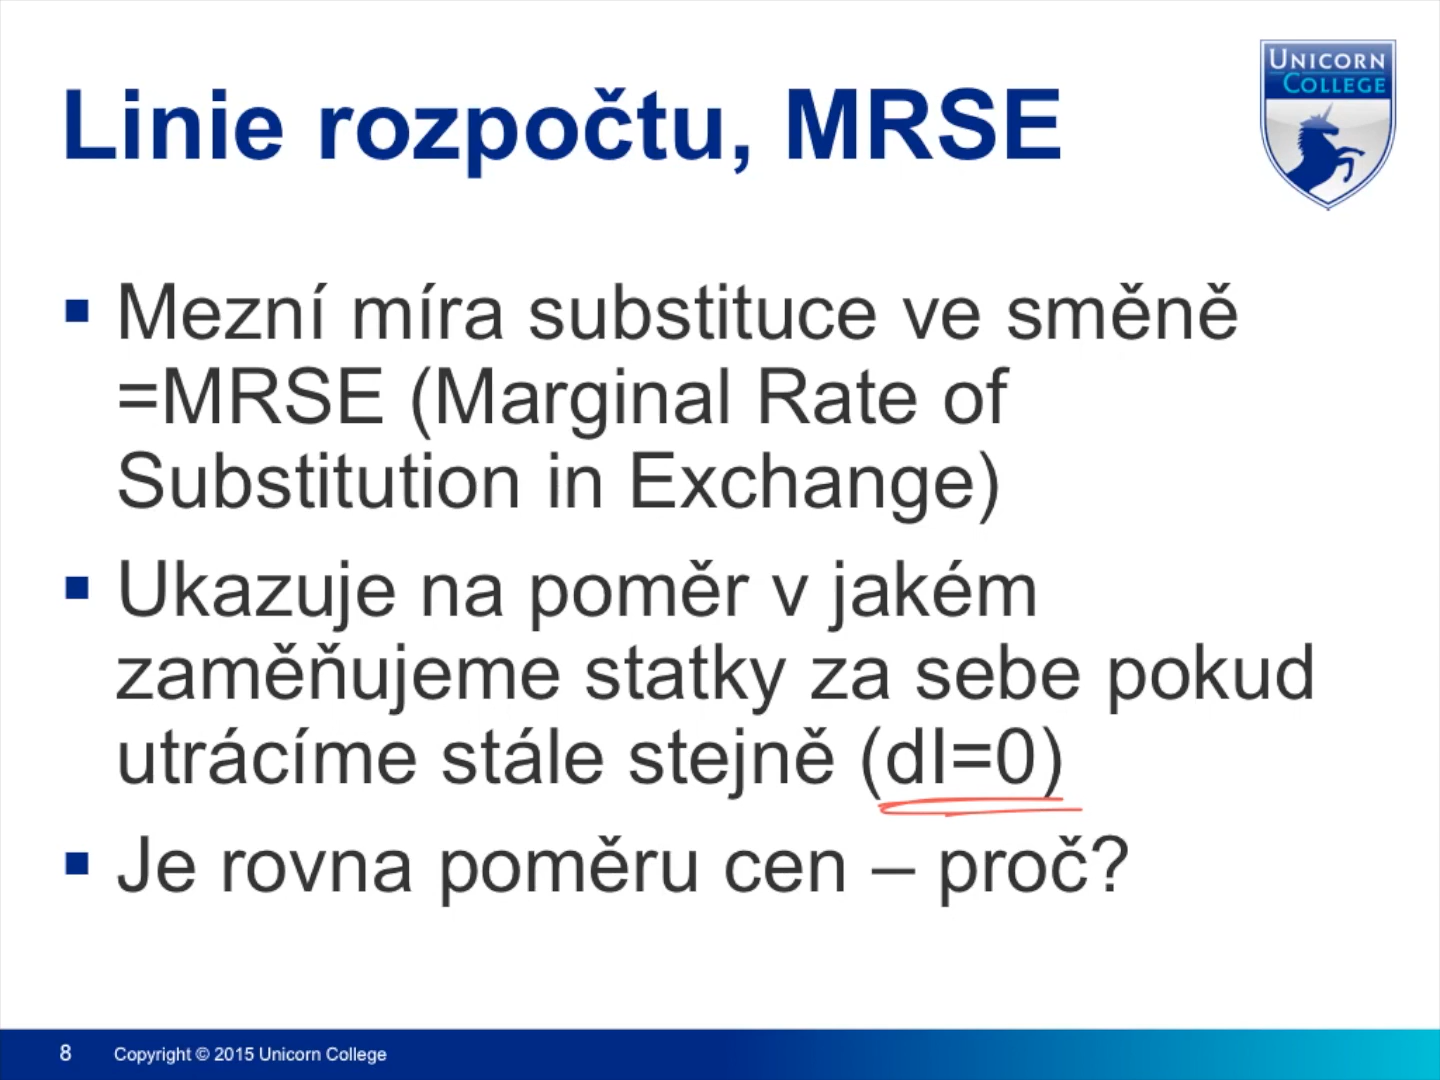 UNICORN
COLLEGE
Linie rozpočtu, MRSE
▪ Mezní míra substituce ve směně
=MRSE (Marginal Rate of
Substitution in Exchange)
▪ Ukazuje na poměr v jakém
zaměňujeme statky za sebe pokud
utrácíme stále stejně (dI=0)
▪ Je rovna poměru cen – proč?
8 Copyright © 2015 Unicorn College